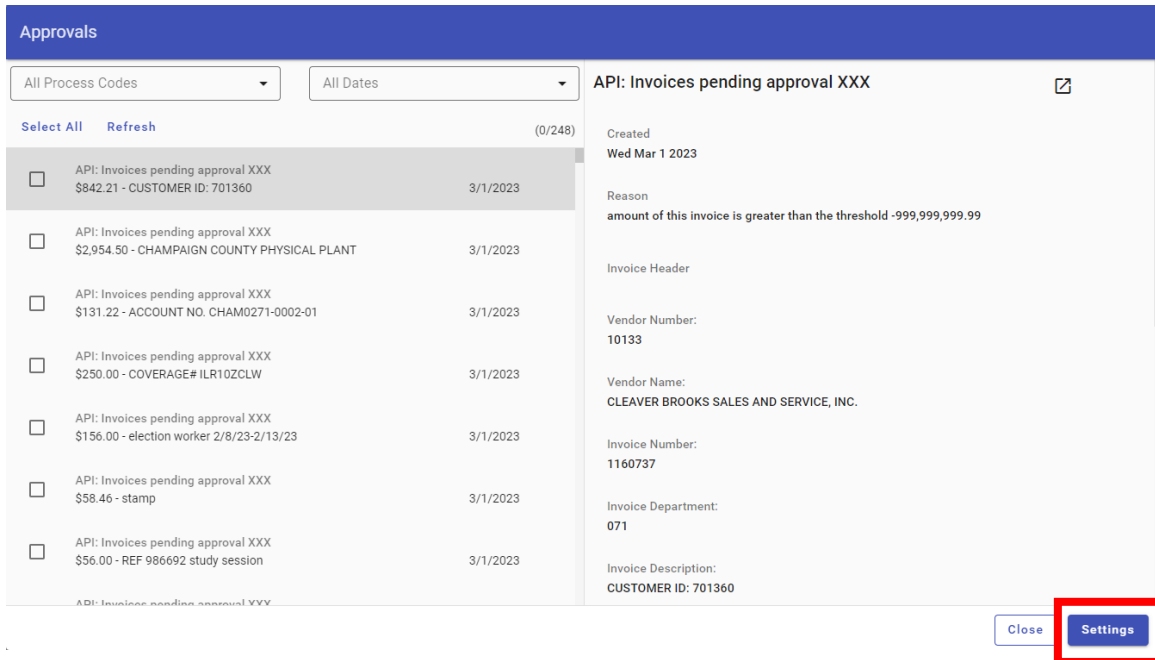 Approvals
All Process Codes
All Dates
Select All Refresh (0/248)
API: Invoices pending approval XXX
$842.21 - CUSTOMER ID: 701360 3/1/2023
API: Invoices pending approval XXX
$2,954.50 - CHAMPAIGN COUNTY PHYSICAL PLANT 3/1/2023
API: Invoices pending approval XXX
$131.22 - ACCOUNT NO. CHAM0271-0002-01 3/1/2023
API: Invoices pending approval XXX
$250.00 - COVERAGE# ILR10ZCLW 3/1/2023
API: Invoices pending approval XXX
$156.00 - election worker 2/8/23-2/13/23 3/1/2023
API: Invoices pending approval XXX
$58.46 - stamp 3/1/2023
API: Invoices pending approval XXX
$56.00 - REF 986692 study session 3/1/2023
API: Invoices pending approval XXX
API: Invoices pending approval XXX
Created
Wed Mar 1 2023
Reason
amount of this invoice is greater than the threshold -999,999,999.99
Invoice Header
Vendor Number:
10133
Vendor Name:
CLEAVER BROOKS SALES AND SERVICE, INC.
Invoice Number:
1160737
Invoice Department:
071
Invoice Description:
CUSTOMER ID: 701360
Close Settings